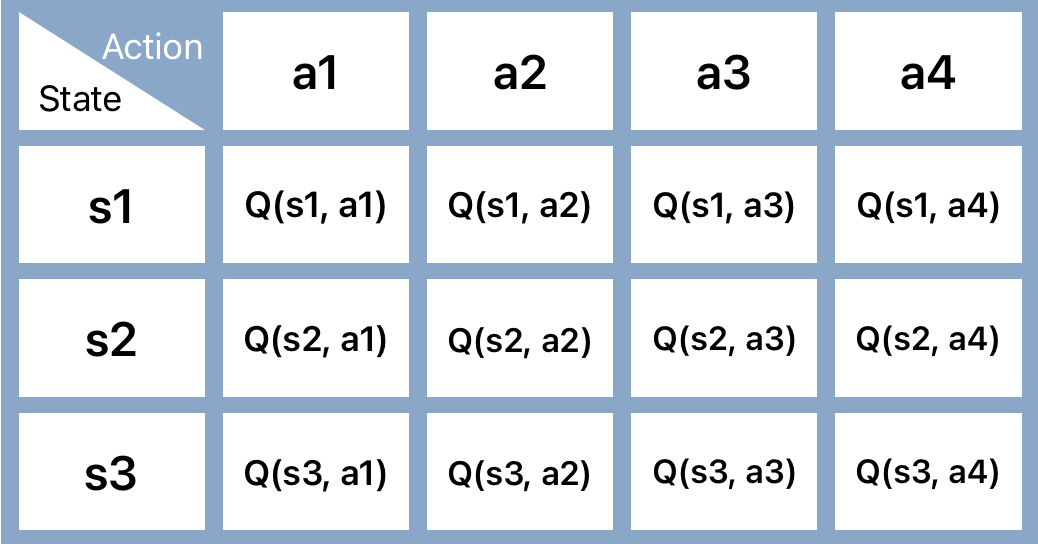 Action
State
a1 a2 a3 a4
s1 Q(s1, a1) Q(s1, a2) Q(s1, a3) Q(s1, a4)
s2 Q(s2, a1) Q(s2, a2) Q(s2, a3) Q(s2, a4)
s3 Q(s3, a1) Q(s3, a2) Q(s3, a3) Q(s3, a4)